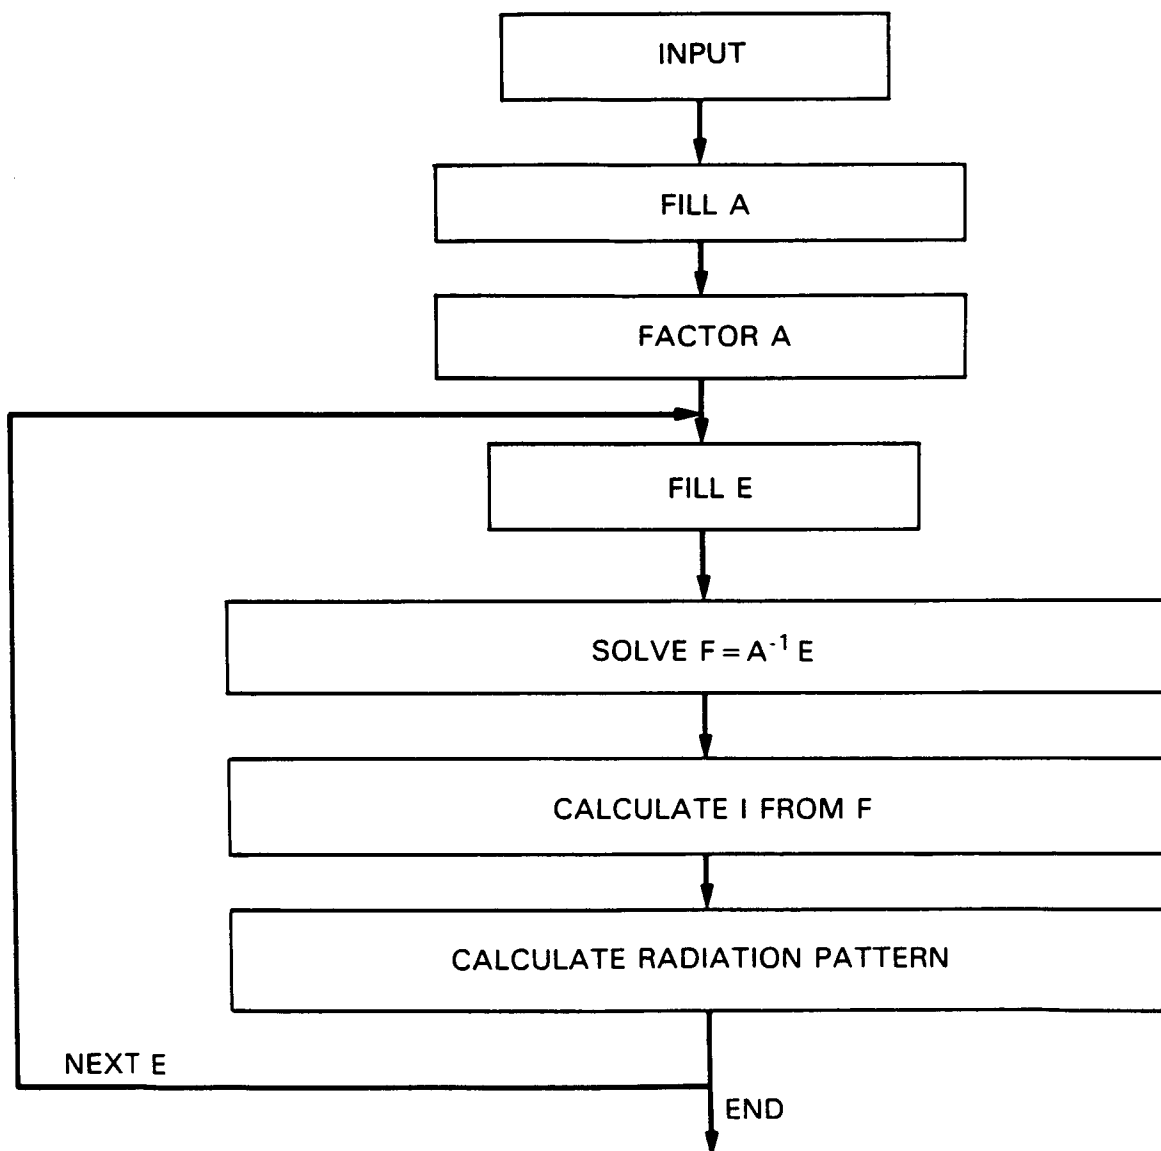 INPUT
FILL A
FACTOR A
FILL E
SOLVE F = A⁻¹ E
CALCULATE I FROM F
CALCULATE RADIATION PATTERN
NEXT E
END